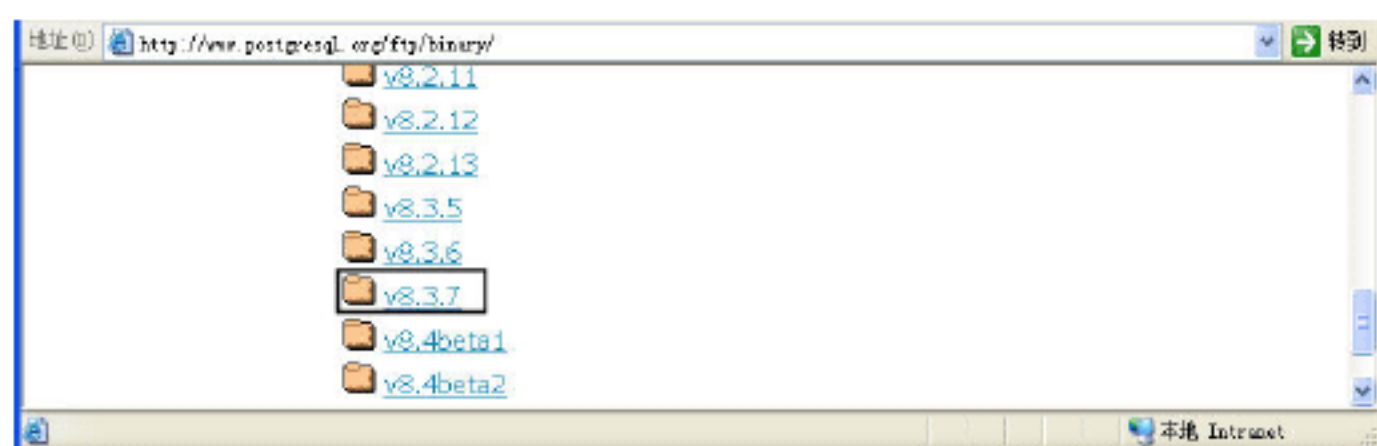 地址(D) http://www.postgresql.org/ftp/binary/ 转到
v8.2.11
v8.2.12
v8.2.13
v8.3.5
v8.3.6
v8.3.7
v8.4beta1
v8.4beta2
本地 Intranet